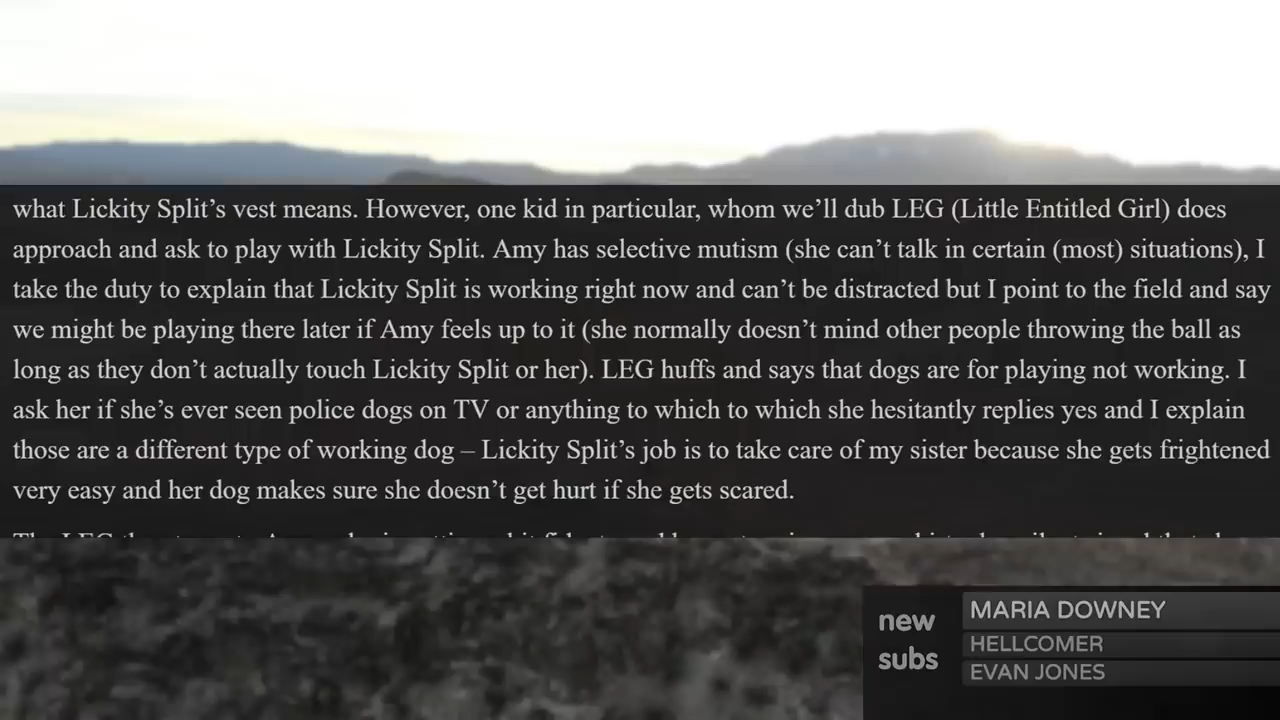 what Lickity Split’s vest means. However, one kid in particular, whom we’ll dub LEG (Little Entitled Girl) does
approach and ask to play with Lickity Split. Amy has selective mutism (she can’t talk in certain (most) situations), I
take the duty to explain that Lickity Split is working right now and can’t be distracted but I point to the field and say
we might be playing there later if Amy feels up to it (she normally doesn’t mind other people throwing the ball as
long as they don’t actually touch Lickity Split or her). LEG huffs and says that dogs are for playing not working. I
ask her if she’s ever seen police dogs on TV or anything to which to which she hesitantly replies yes and I explain
those are a different type of working dog – Lickity Split’s job is to take care of my sister because she gets frightened
very easy and her dog makes sure she doesn’t get hurt if she gets scared.
new
subs
MARIA DOWNEY
HELLCOMER
EVAN JONES